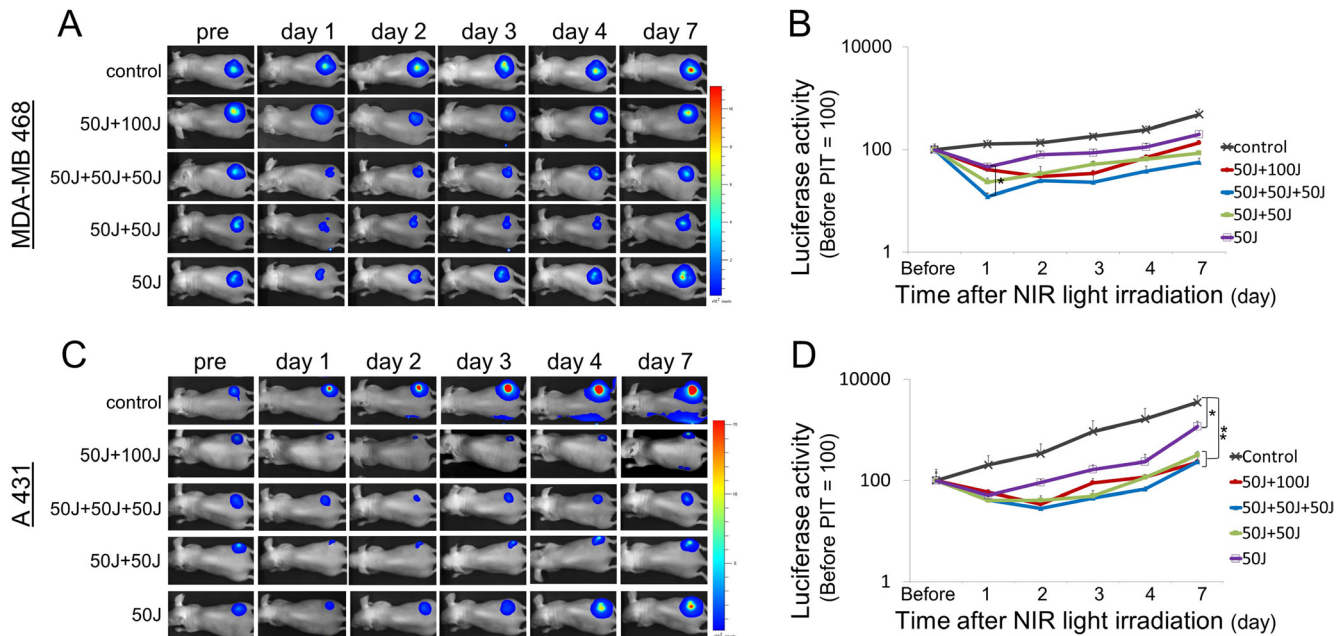 A
pre day 1 day 2 day 3 day 4 day 7
MDA-MB 468
control
50J+100J
50J+50J+50J
50J+50J
50J
B
Luciferase activity
(Before PIT = 100)
10000
100
1
*
control
50J+100J
50J+50J+50J
50J+50J
50J
Before 1 2 3 4 7
Time after NIR light irradiation (day)
C
pre day 1 day 2 day 3 day 4 day 7
A 431
control
50J+100J
50J+50J+50J
50J+50J
50J
D
Luciferase activity
(Before PIT = 100)
10000
100
1
*
**
Control
50J+100J
50J+50J+50J
50J+50J
50J
Before 1 2 3 4 7
Time after NIR light irradiation (day)